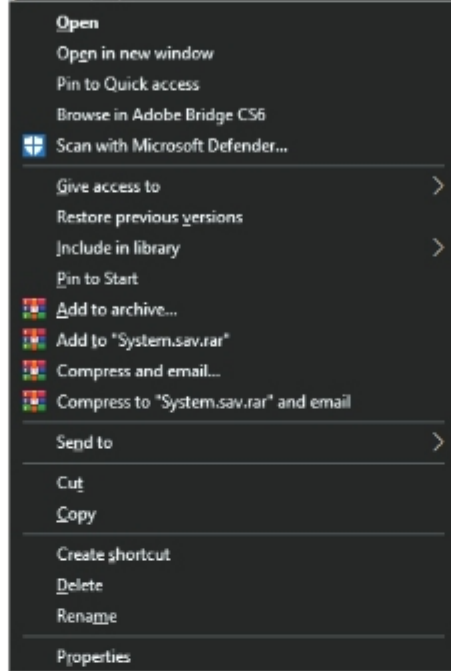 Open
Open in new window
Pin to Quick access
Browse in Adobe Bridge CS6
Scan with Microsoft Defender...
Give access to
Restore previous versions
Include in library
Pin to Start
Add to archive...
Add to "System.sav.rar"
Compress and email...
Compress to "System.sav.rar" and email
Send to
Cut
Copy
Create shortcut
Delete
Rename
Properties